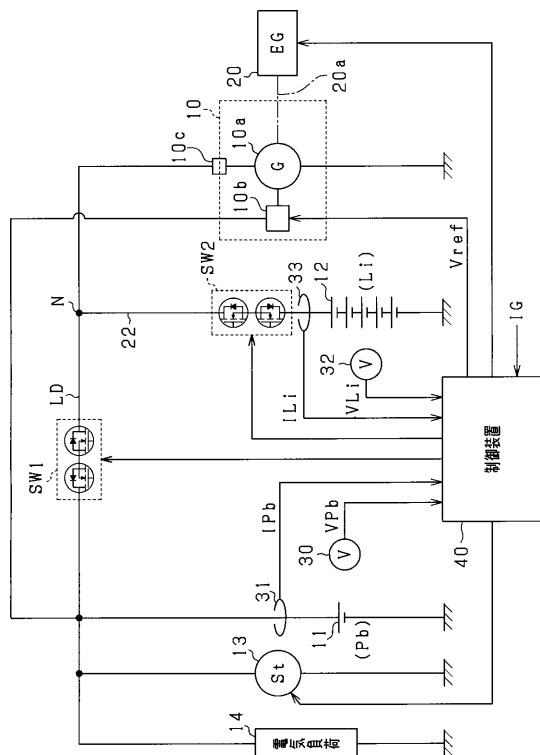 EG
20
20a
10
10a
10c
G
10b
N
SW2
22
33
12
(Li)
LD
32
V
ILi
VLi
Vref
IG
SW1
制御装置
40
IPb
VPb
30
V
31
11
(Pb)
13
St
14
電気負荷